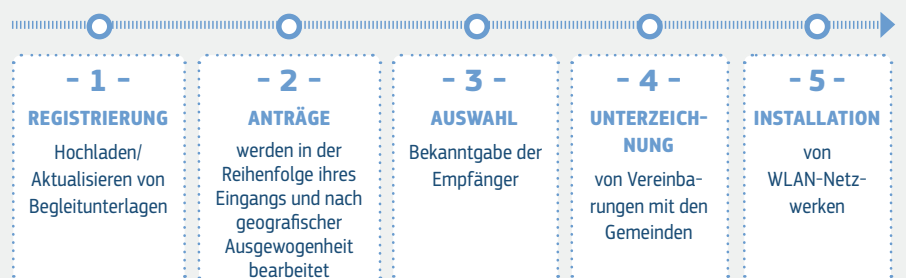 - 1 -
REGISTRIERUNG
Hochladen/
Aktualisieren von
Begleitunterlagen
- 2 -
ANTRÄGE
werden in der
Reihenfolge ihres
Eingangs und nach
geografischer
Ausgewogenheit
bearbeitet
- 3 -
AUSWAHL
Bekanntgabe der
Empfänger
- 4 -
UNTERZEICH-
NUNG
von Vereinba-
rungen mit den
Gemeinden
- 5 -
INSTALLATION
von
WLAN-Netz-
werken